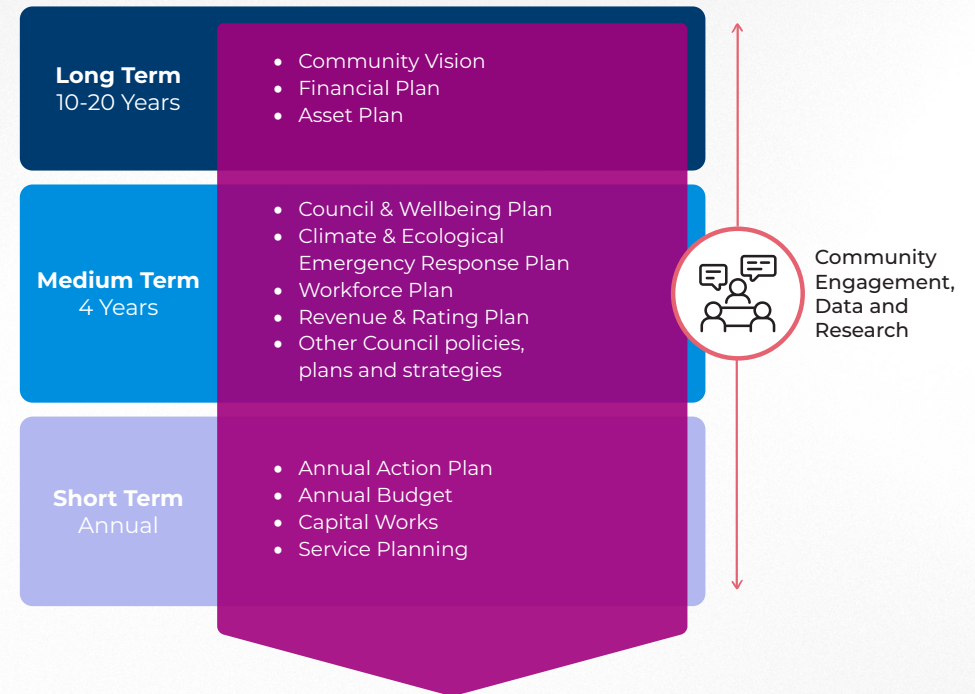 Long Term
10-20 Years
• Community Vision
• Financial Plan
• Asset Plan
Medium Term
4 Years
• Council & Wellbeing Plan
• Climate & Ecological
Emergency Response Plan
• Workforce Plan
• Revenue & Rating Plan
• Other Council policies,
plans and strategies
Community
Engagement,
Data and
Research
Short Term
Annual
• Annual Action Plan
• Annual Budget
• Capital Works
• Service Planning